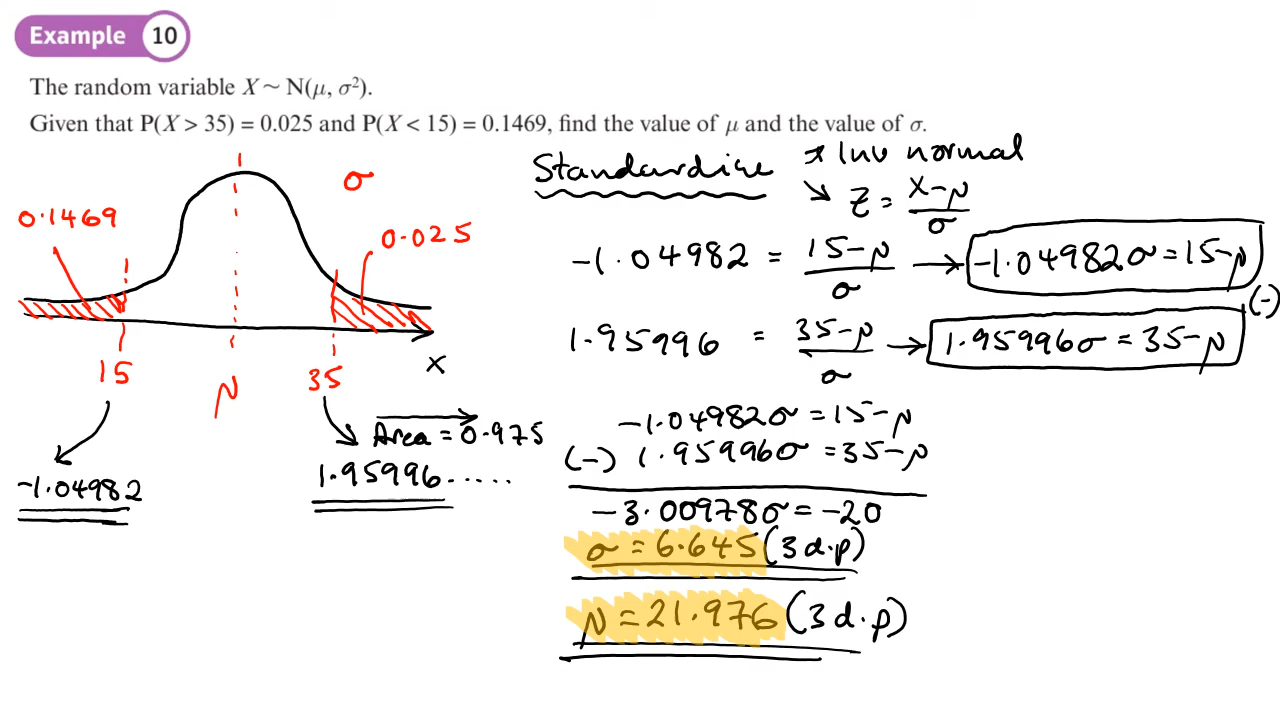 Example 10
The random variable X ~ N(μ, σ²).
Given that P(X > 35) = 0.025 and P(X < 15) = 0.1469, find the value of μ and the value of σ.
σ
0.1469
0.025
15
μ
35
X
-1.04982
Area = 0.975
1.95996.....
Standardise
* Inv normal
↘ Z = (X-μ)/σ
-1.04982 = (15-μ)/σ → -1.04982σ = 15-μ
(-)
1.95996 = (35-μ)/σ → 1.95996σ = 35-μ
-1.04982σ = 15-μ
(-) 1.95996σ = 35-μ
-3.00978σ = -20
σ = 6.645 (3 d.p)
μ = 21.976 (3 d.p)